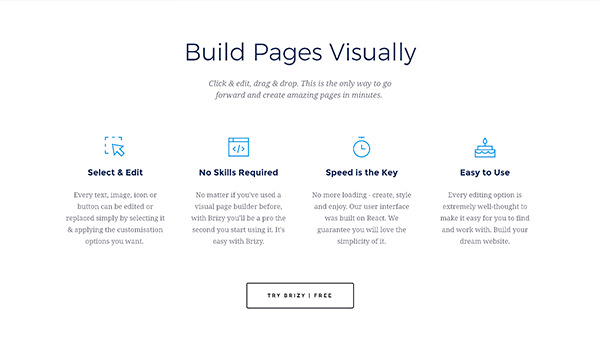 Build Pages Visually
Click & edit, drag & drop. This is the only way to go
forward and create amazing pages in minutes.
Select & Edit
Every text, image, icon or
button can be edited or
replaced simply by selecting it
& applying the customisation
options you want.
No Skills Required
No matter if you've used a
visual page builder before,
with Brizy you'll be a pro the
second you start using it. It's
easy with Brizy.
Speed is the Key
No more loading - create, style
and enjoy. Our user interface
was built on React. We
guarantee you will love the
simplicity of it.
Easy to Use
Every editing option is
extremely well-thought to
make it easy for you to find
and work with. Build your
dream website.
TRY BRIZY | FREE